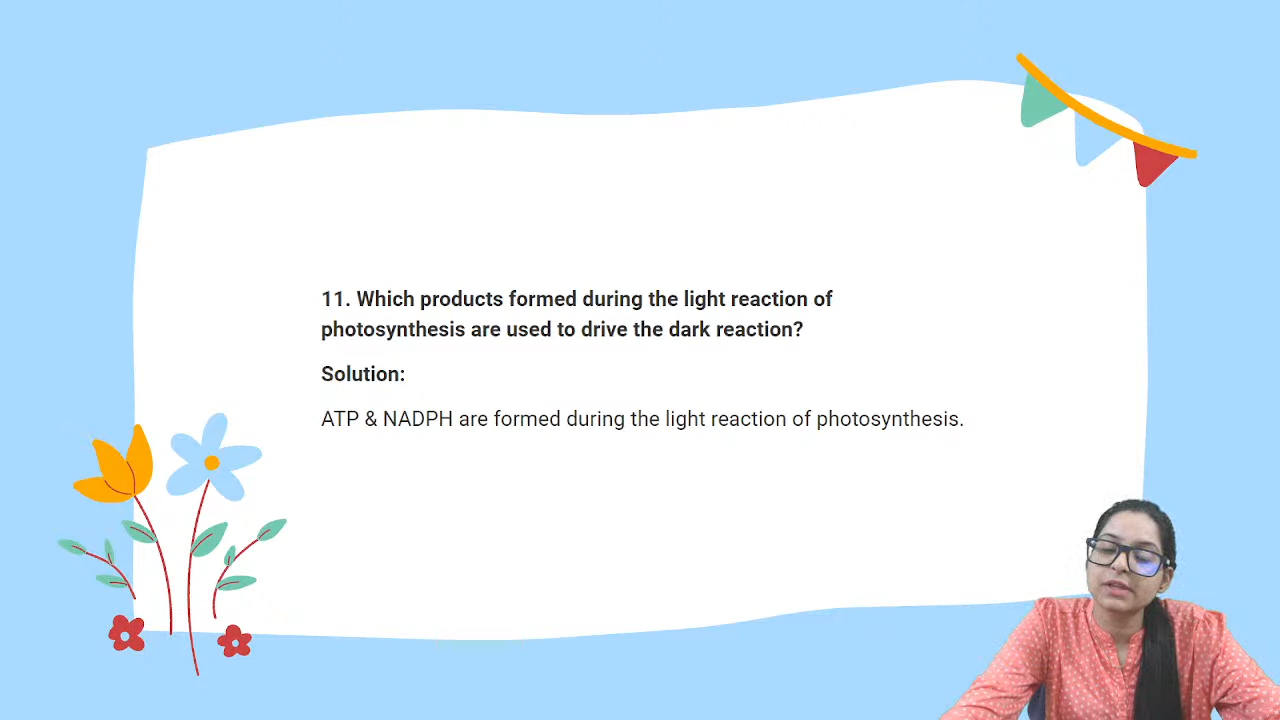 11. Which products formed during the light reaction of
photosynthesis are used to drive the dark reaction?
Solution:
ATP & NADPH are formed during the light reaction of photosynthesis.